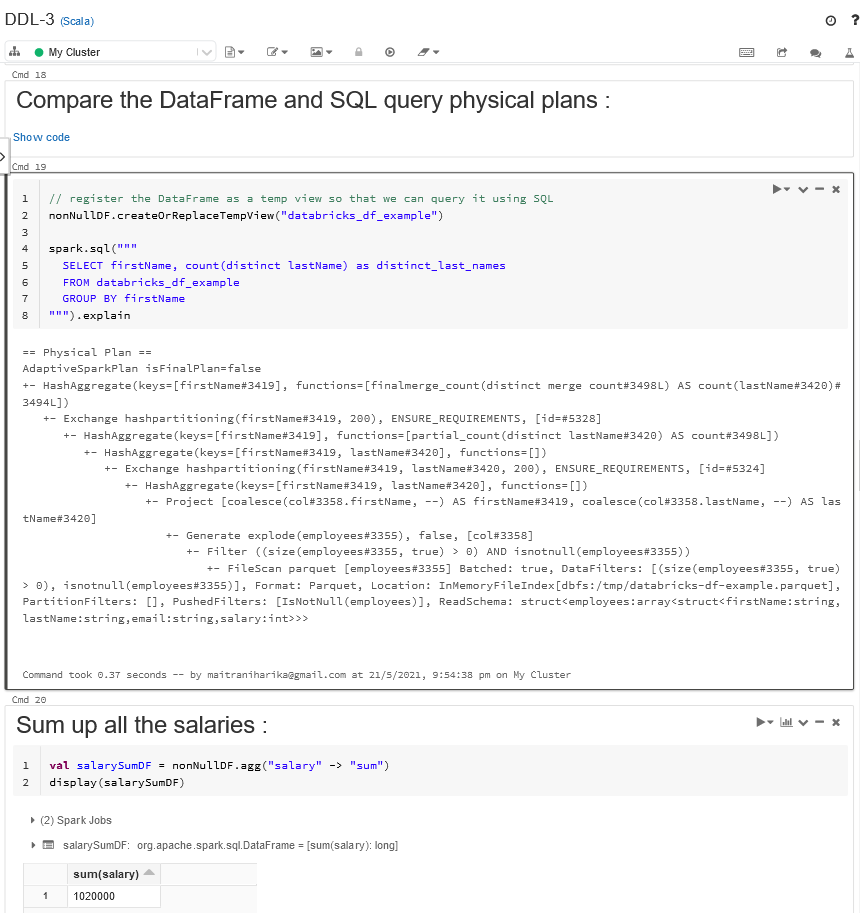 DDL-3 (Scala)
?
My Cluster
Cmd 18
Compare the DataFrame and SQL query physical plans :
Show code
Cmd 19
1 // register the DataFrame as a temp view so that we can query it using SQL
2 nonNullDF.createOrReplaceTempView("databricks_df_example")
3
4 spark.sql("""
5 SELECT firstName, count(distinct lastName) as distinct_last_names
6 FROM databricks_df_example
7 GROUP BY firstName
8 """).explain
== Physical Plan ==
AdaptiveSparkPlan isFinalPlan=false
+- HashAggregate(keys=[firstName#3419], functions=[finalmerge_count(distinct merge count#3498L) AS count(lastName#3420)#
3494L])
+- Exchange hashpartitioning(firstName#3419, 200), ENSURE_REQUIREMENTS, [id=#5328]
+- HashAggregate(keys=[firstName#3419], functions=[partial_count(distinct lastName#3420) AS count#3498L])
+- HashAggregate(keys=[firstName#3419, lastName#3420], functions=[])
+- Exchange hashpartitioning(firstName#3419, lastName#3420, 200), ENSURE_REQUIREMENTS, [id=#5324]
+- HashAggregate(keys=[firstName#3419, lastName#3420], functions=[])
+- Project [coalesce(col#3358.firstName, --) AS firstName#3419, coalesce(col#3358.lastName, --) AS las
tName#3420]
+- Generate explode(employees#3355), false, [col#3358]
+- Filter ((size(employees#3355, true) > 0) AND isnotnull(employees#3355))
+- FileScan parquet [employees#3355] Batched: true, DataFilters: [(size(employees#3355, true)
> 0), isnotnull(employees#3355)], Format: Parquet, Location: InMemoryFileIndex[dbfs:/tmp/databricks-df-example.parquet],
PartitionFilters: [], PushedFilters: [IsNotNull(employees)], ReadSchema: struct<employees:array<struct<firstName:string,
lastName:string,email:string,salary:int>>>
Command took 0.37 seconds -- by maitraniharika@gmail.com at 21/5/2021, 9:54:38 pm on My Cluster
Cmd 20
Sum up all the salaries :
1 val salarySumDF = nonNullDF.agg("salary" -> "sum")
2 display(salarySumDF)
(2) Spark Jobs
salarySumDF: org.apache.spark.sql.DataFrame = [sum(salary): long]
sum(salary)
1 1020000